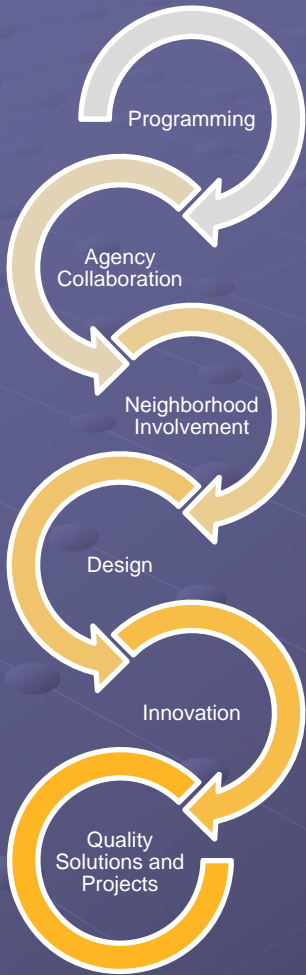 Programming
Agency
Collaboration
Neighborhood
Involvement
Design
Innovation
Quality
Solutions and
Projects